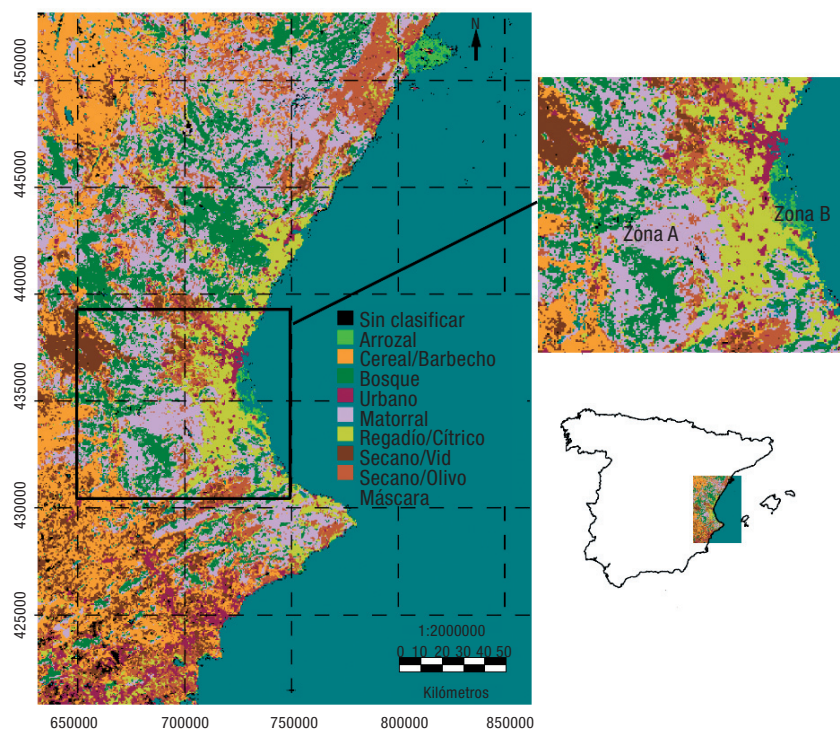 N
450000
445000
440000
435000
430000
425000
Sin clasificar
Arrozal
Cereal/Barbecho
Bosque
Urbano
Matorral
Regadío/Cítrico
Secano/Vid
Secano/Olivo
Máscara
1:2000000
0 10 20 30 40 50
Kilómetros
650000 700000 750000 800000 850000
Zona B
Zona A